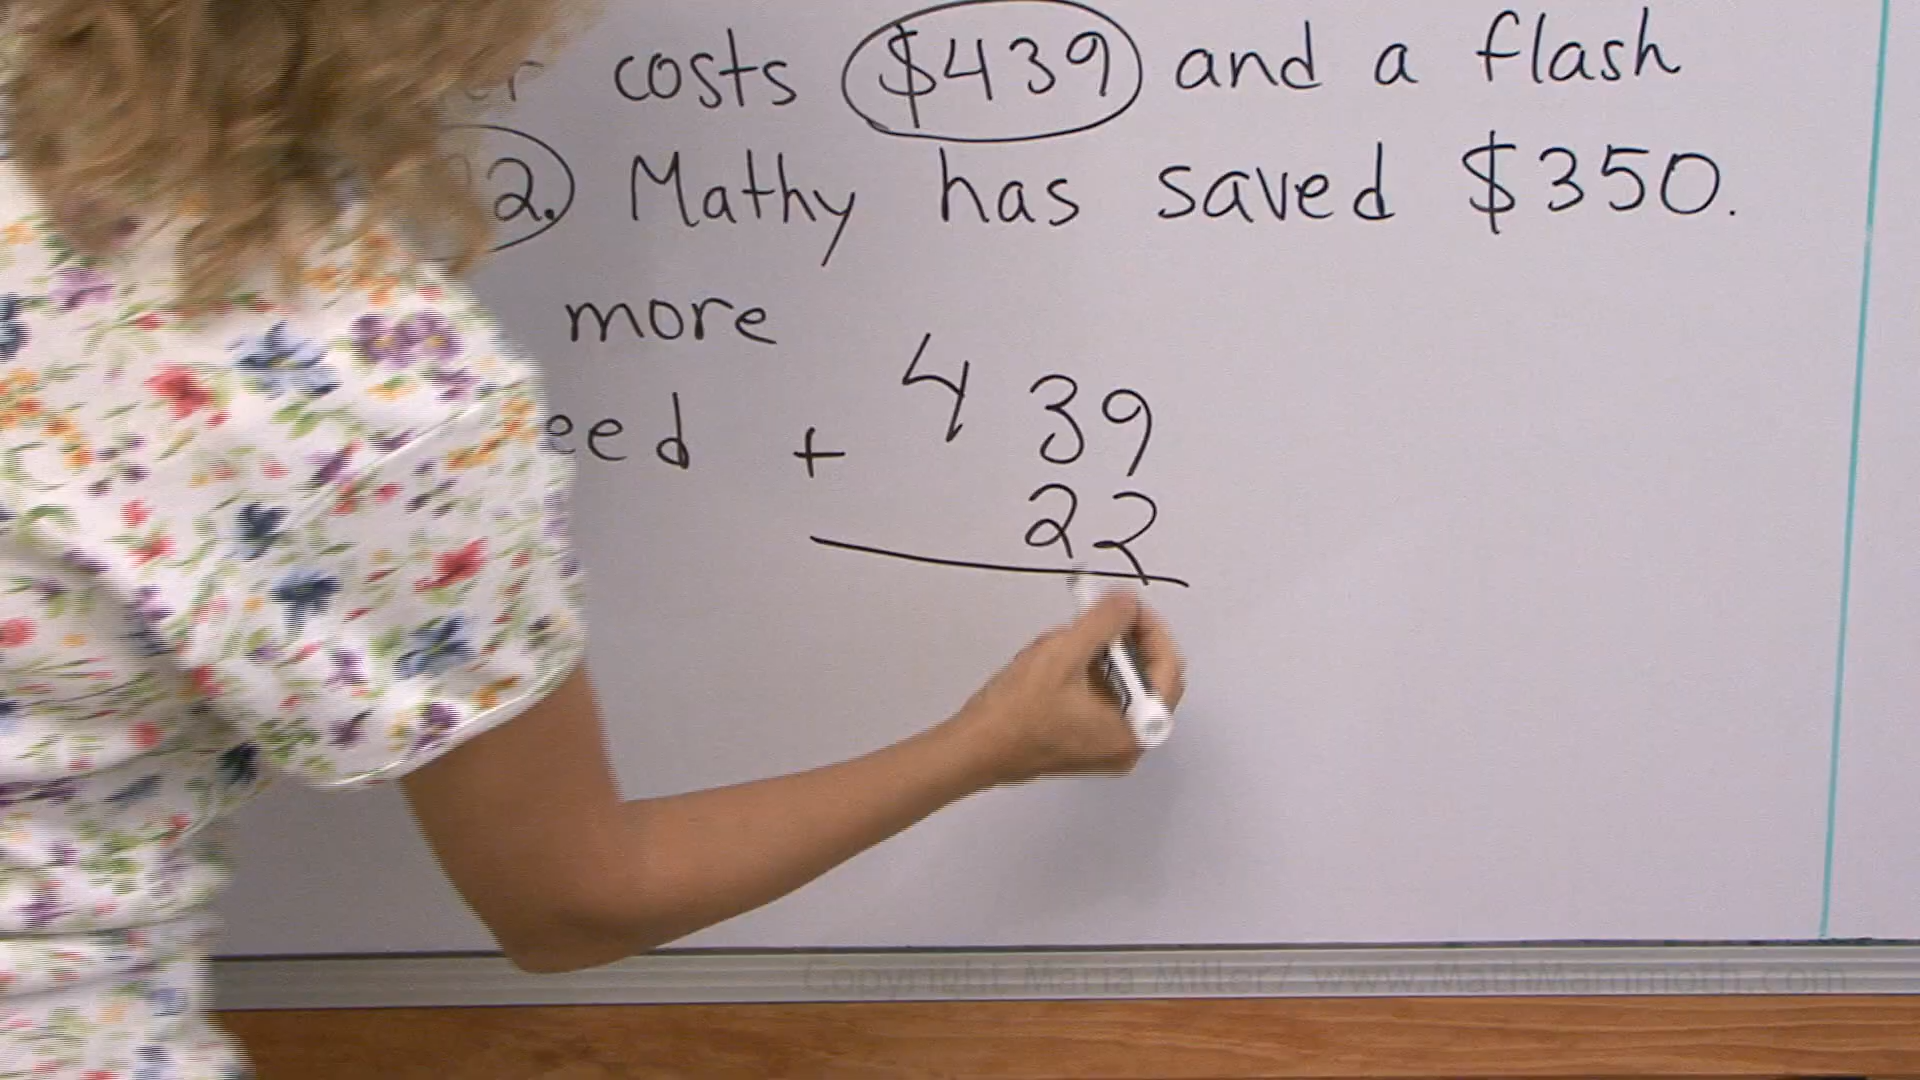 costs $439 and a flash
2. Mathy has saved $350.
more
eed
+ 439
22
Copyright Maria Miller / www.MathMammoth.com